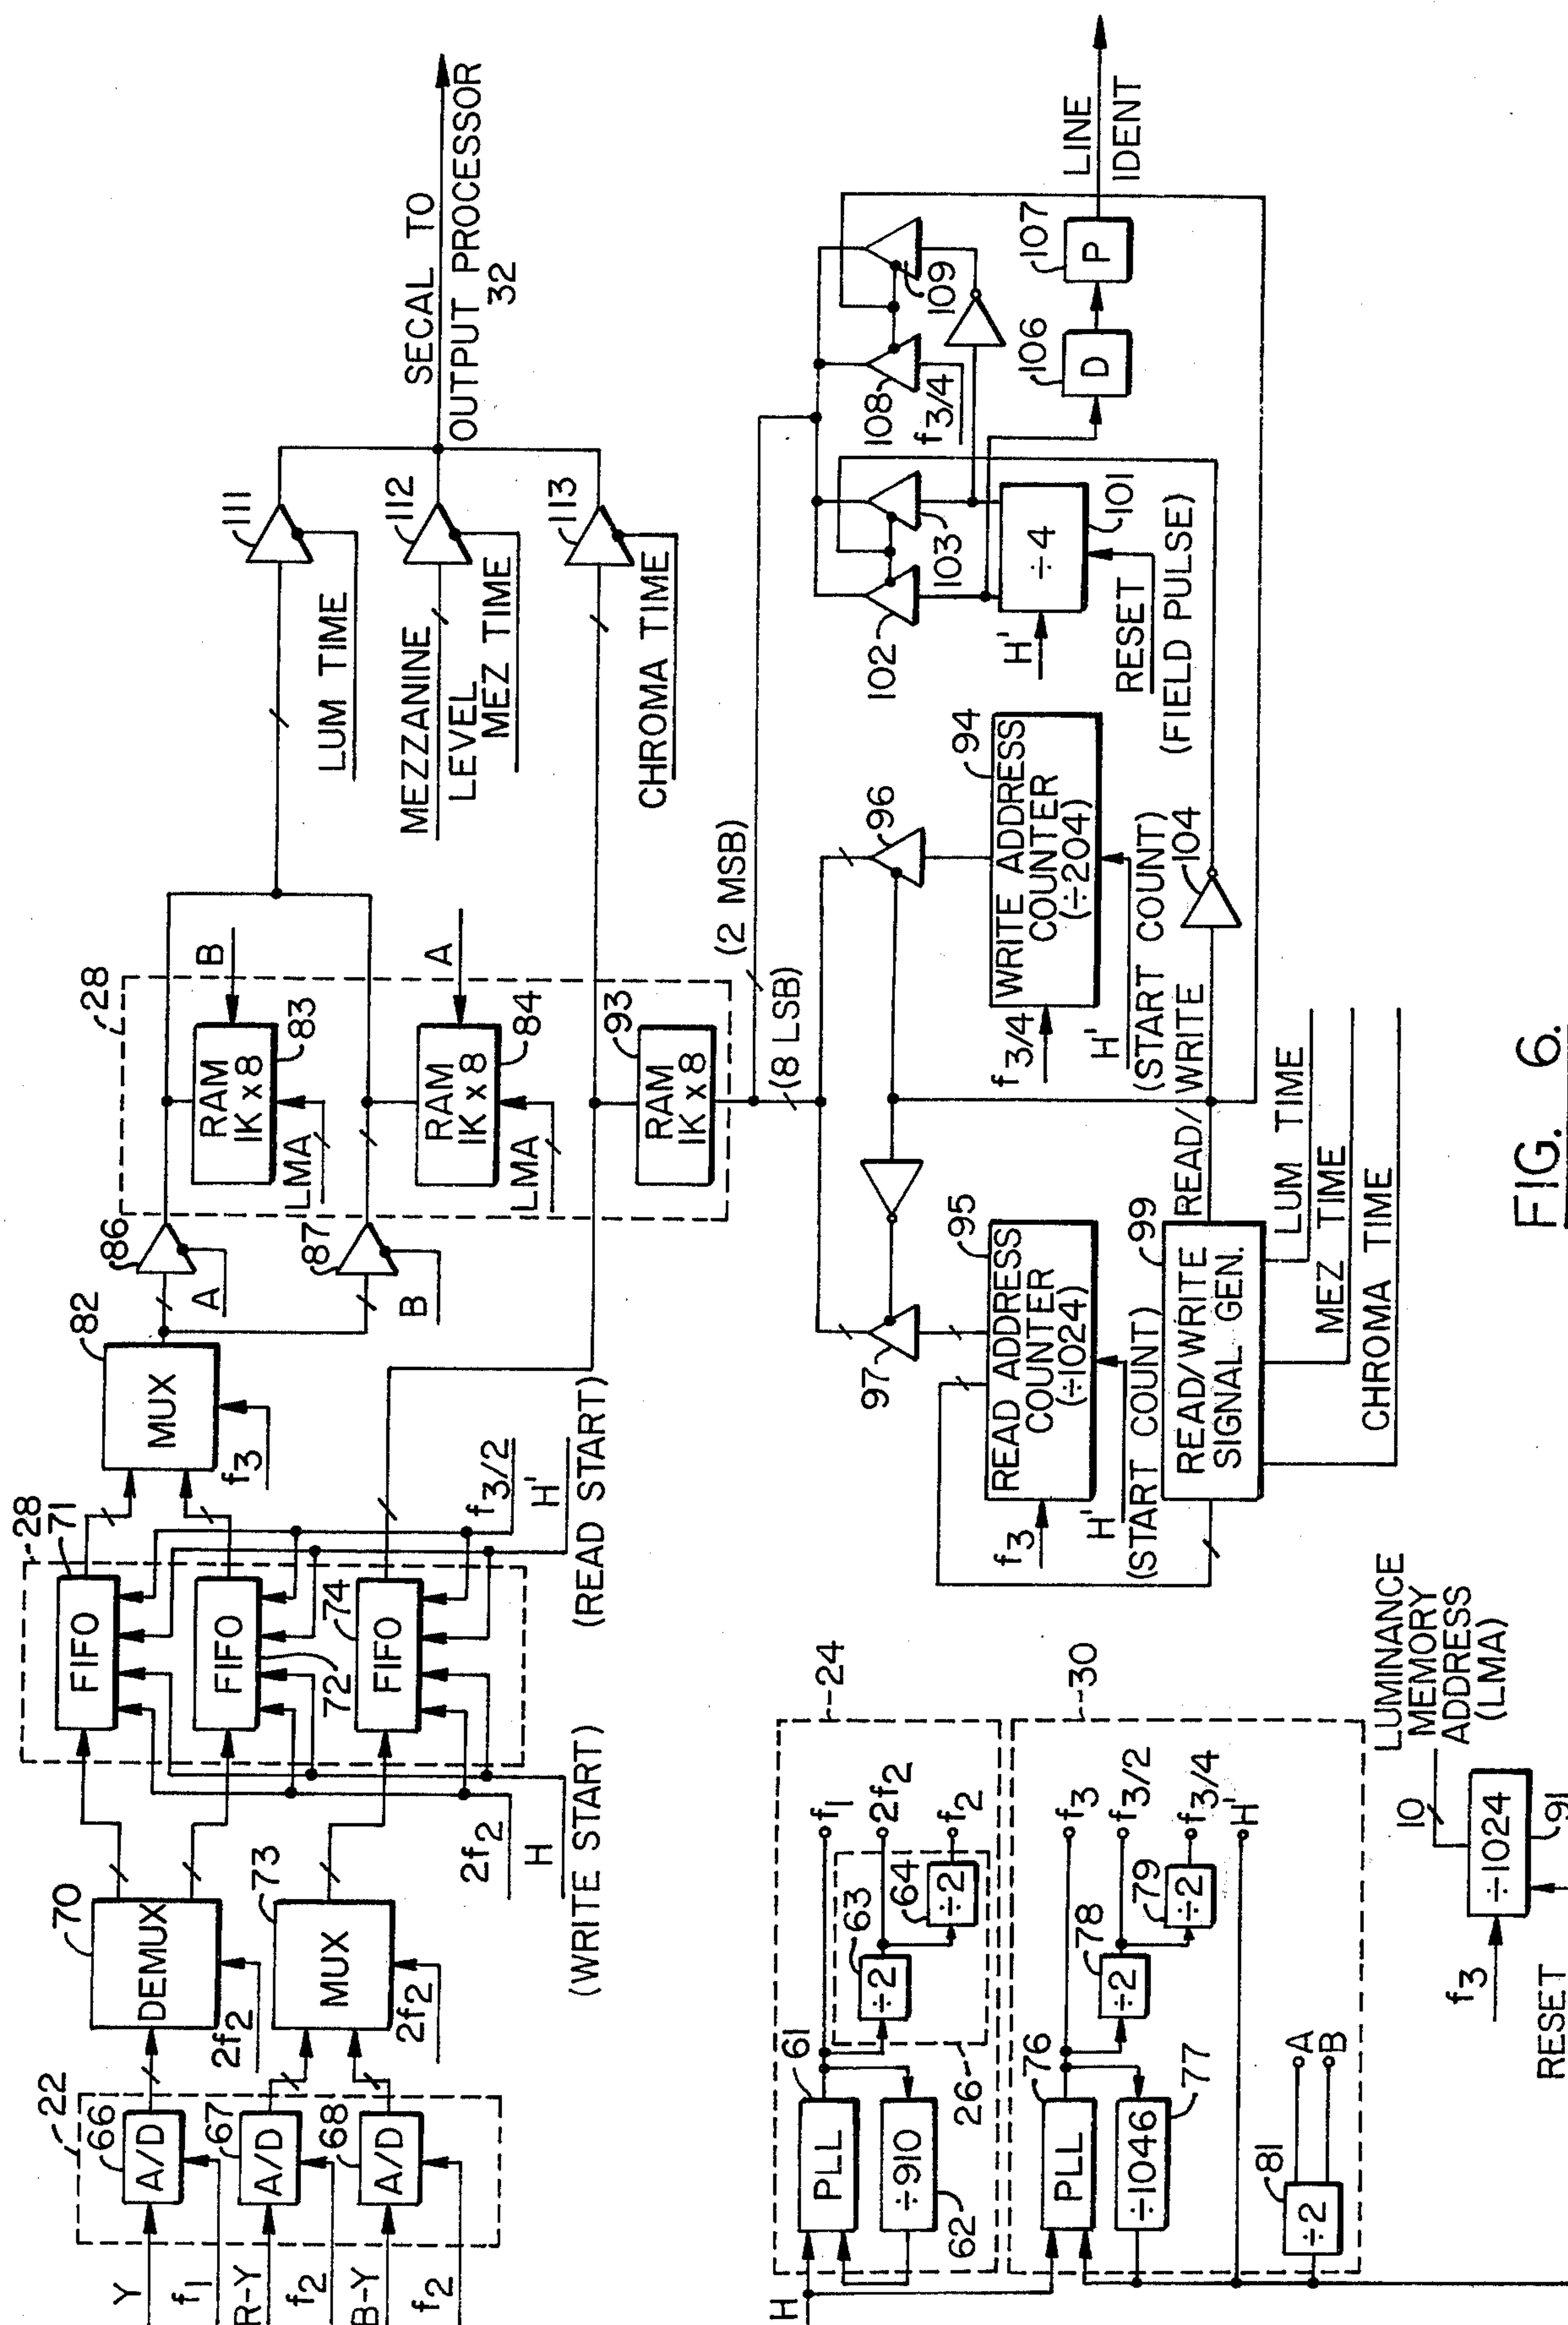 22
66
A/D
67
A/D
68
A/D
Y
f1
R-Y
f2
B-Y
f2
70
DEMUX
2f2
73
MUX
2f2
28
71
FIFO
FIFO
72
74
FIFO
2f2
H
(WRITE START)
f3/2
H'
(READ START)
82
MUX
f3
86
A
87
B
28
RAM
1K x 8
83
B
LMA
RAM
1K x 8
84
A
LMA
93
RAM
1K x 8
111
LUM TIME
112
MEZZANINE
LEVEL
MEZ TIME
113
CHROMA TIME
SECAL TO
OUTPUT PROCESSOR
32
(2 MSB)
(8 LSB)
24
H
61
PLL
÷910
62
26
63
÷2
64
÷2
f1
2f2
f2
30
76
PLL
÷1046
77
78
÷2
79
÷2
f3
f3/2
f3/4
H'
81
÷2
A
B
LUMINANCE
MEMORY
ADDRESS
(LMA)
10
÷1024
91
f3
RESET
97
95
READ ADDRESS
COUNTER
(÷1024)
f3
H'
(START COUNT)
96
94
WRITE ADDRESS
COUNTER
(÷204)
f3/4
H'
(START COUNT)
99
READ/WRITE
SIGNAL GEN.
READ/WRITE
104
LUM TIME
MEZ TIME
CHROMA TIME
102
103
÷4
101
H'
RESET
(FIELD PULSE)
108
f3/4
109
106
D
107
P
LINE
IDENT
FIG. 6.